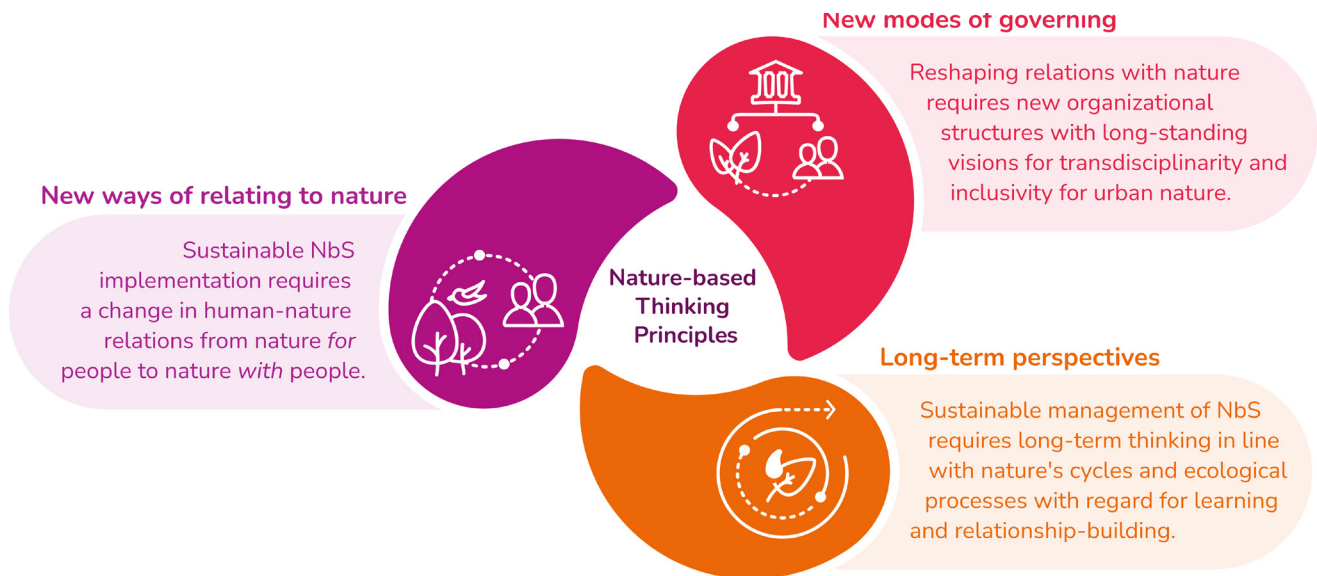 New modes of governing
Reshaping relations with nature
requires new organizational
structures with long-standing
visions for transdisciplinarity and
inclusivity for urban nature.
New ways of relating to nature
Sustainable NbS
implementation requires
a change in human-nature
relations from nature for
people to nature with people.
Nature-based
Thinking
Principles
Long-term perspectives
Sustainable management of NbS
requires long-term thinking in line
with nature's cycles and ecological
processes with regard for learning
and relationship-building.